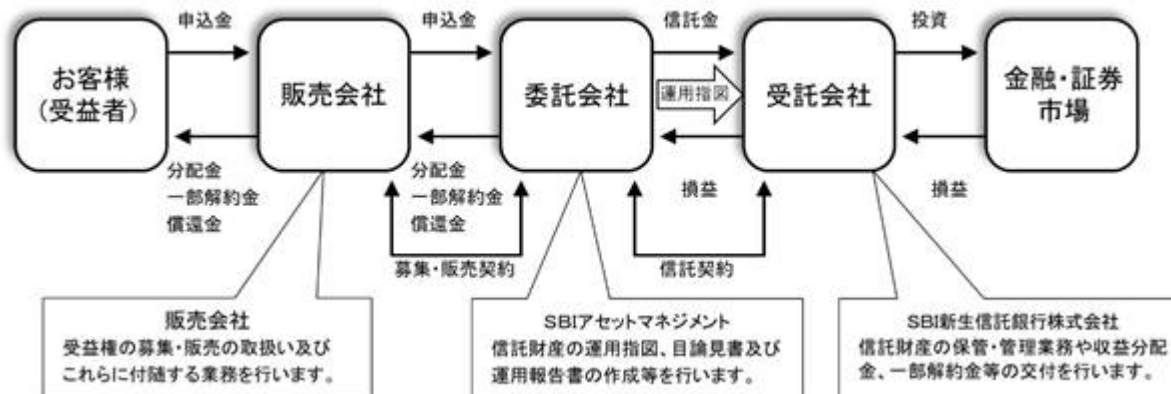 申込金
申込金
信託金
投資
お客様
(受益者)
販売会社
委託会社
運用指図
受託会社
金融・証券
市場
分配金
一部解約金
償還金
分配金
一部解約金
償還金
損益
損益
募集・販売契約
信託契約
販売会社
受益権の募集・販売の取扱い及び
これらに付随する業務を行います。
SBIアセットマネジメント
信託財産の運用指図、目論見書及び
運用報告書の作成等を行います。
SBI新生信託銀行株式会社
信託財産の保管・管理業務や収益分配
金、一部解約金等の交付を行います。